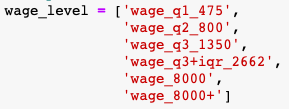 wage_level = ['wage_q1_475',
'wage_q2_800',
'wage_q3_1350',
'wage_q3+iqr_2662',
'wage_8000',
'wage_8000+']